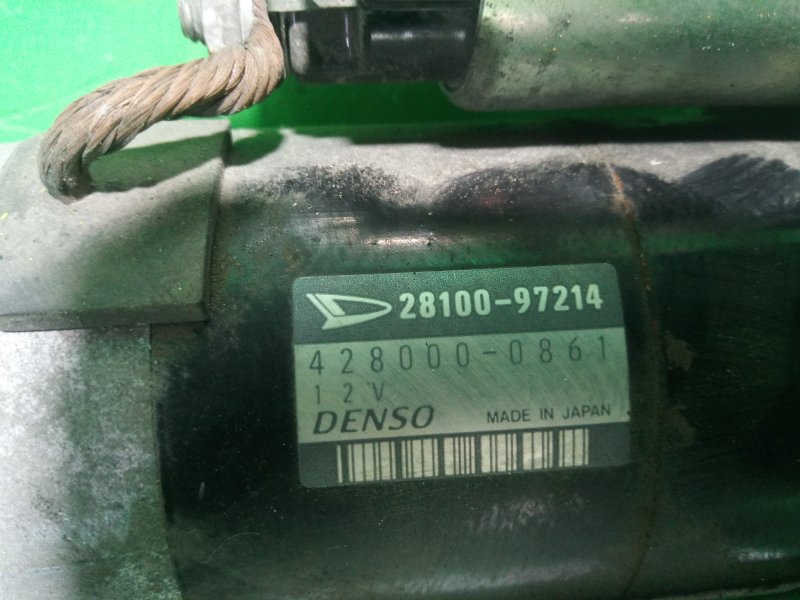 28100-97214
428000-0861
12V
DENSO MADE IN JAPAN